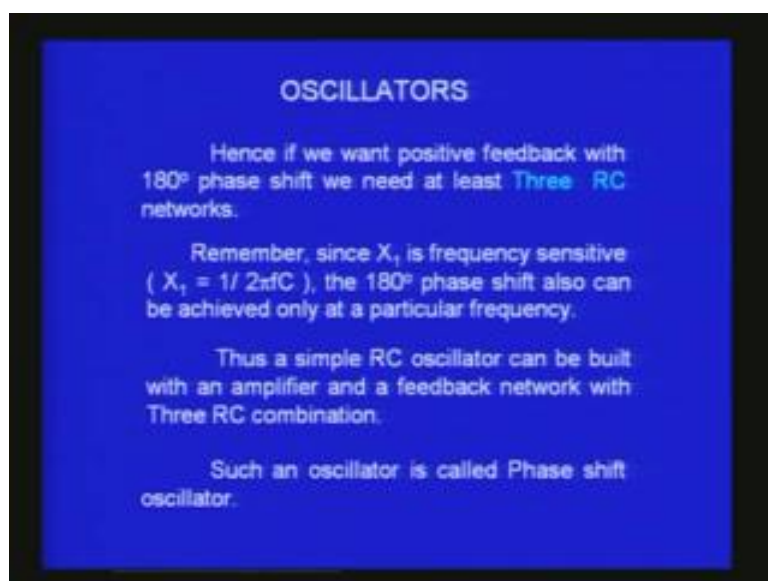 OSCILLATORS
Hence if we want positive feedback with
180º phase shift we need at least Three RC
networks.
Remember, since X₁ is frequency sensitive
( X₁ = 1/ 2πfC ), the 180º phase shift also can
be achieved only at a particular frequency.
Thus a simple RC oscillator can be built
with an amplifier and a feedback network with
Three RC combination.
Such an oscillator is called Phase shift
oscillator.